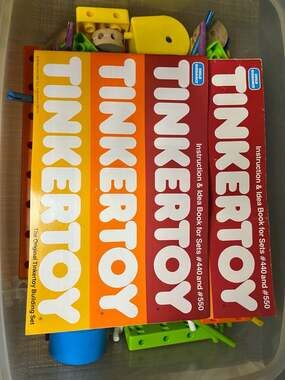 TINKERTOY
Instruction & Idea Book for Sets #440 and #550
TINKERTOY
Instruction & Idea Book for Sets #440 and #550
TINKERTOY
TINKERTOY
The Original Tinkertoy Building Set